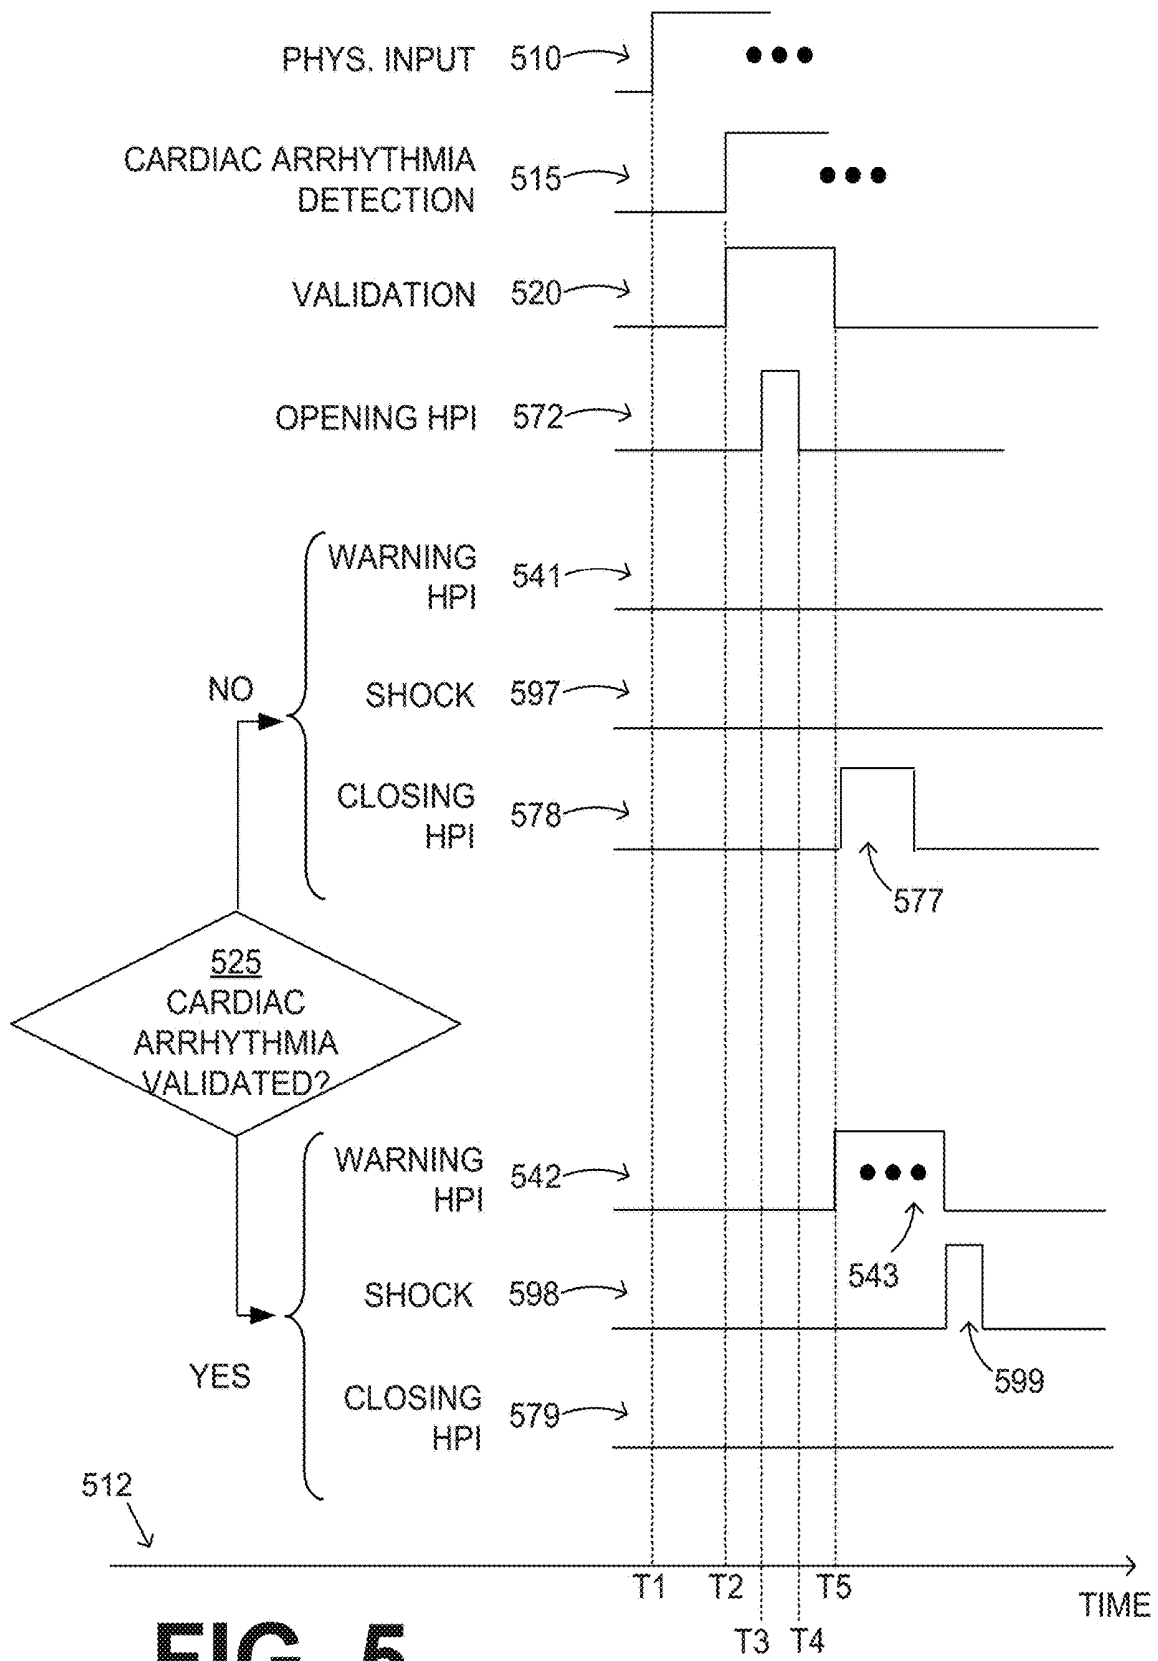 PHYS. INPUT 510
CARDIAC ARRHYTHMIA
DETECTION 515
VALIDATION 520
OPENING HPI 572
WARNING
HPI 541
NO
SHOCK 597
CLOSING
HPI 578
577
525
CARDIAC
ARRHYTHMIA
VALIDATED?
WARNING
HPI 542
543
SHOCK 598
YES
599
CLOSING
HPI 579
512
T1 T2 T5
TIME
T3 T4
FIG. 5